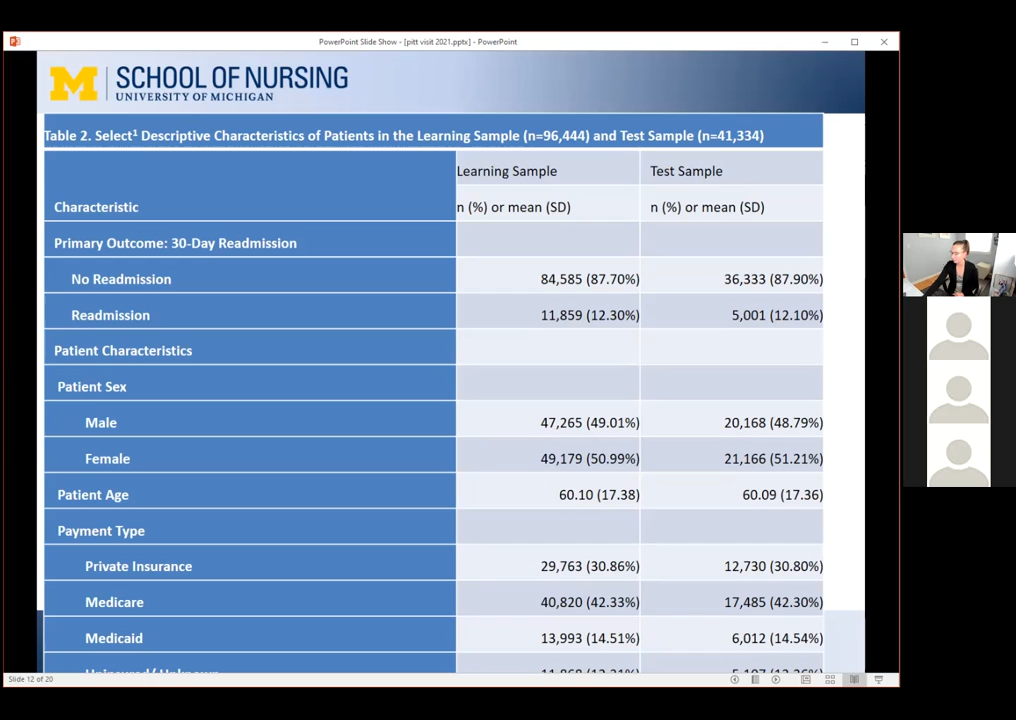 PowerPoint Slide Show - [pitt visit 2021.pptx] - PowerPoint
M SCHOOL OF NURSING
UNIVERSITY OF MICHIGAN
Table 2. Select¹ Descriptive Characteristics of Patients in the Learning Sample (n=96,444) and Test Sample (n=41,334)
Learning Sample Test Sample
Characteristic n (%) or mean (SD) n (%) or mean (SD)
Primary Outcome: 30-Day Readmission
No Readmission 84,585 (87.70%) 36,333 (87.90%)
Readmission 11,859 (12.30%) 5,001 (12.10%)
Patient Characteristics
Patient Sex
Male 47,265 (49.01%) 20,168 (48.79%)
Female 49,179 (50.99%) 21,166 (51.21%)
Patient Age 60.10 (17.38) 60.09 (17.36)
Payment Type
Private Insurance 29,763 (30.86%) 12,730 (30.80%)
Medicare 40,820 (42.33%) 17,485 (42.30%)
Medicaid 13,993 (14.51%) 6,012 (14.54%)
Uninsured/ Unknown
Slide 12 of 20